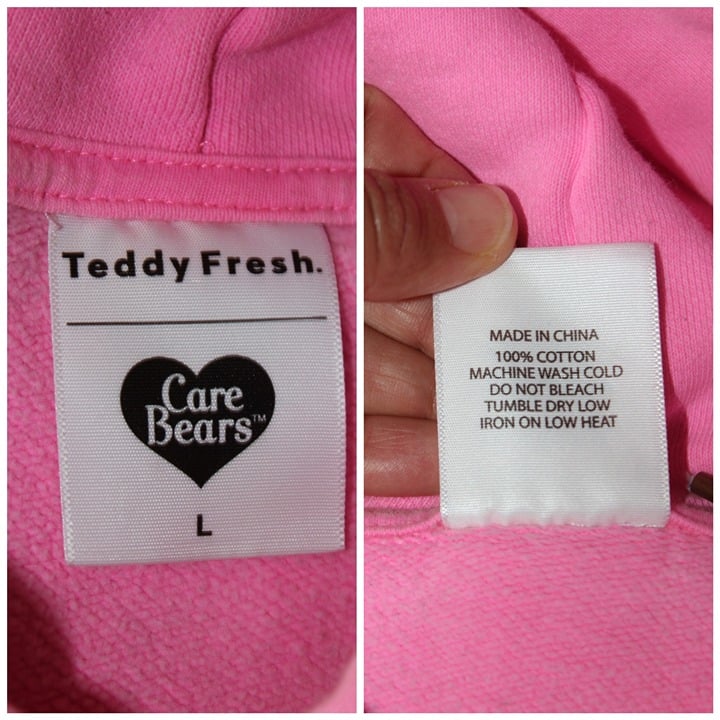 Teddy Fresh.
Care
Bears™
L
MADE IN CHINA
100% COTTON
MACHINE WASH COLD
DO NOT BLEACH
TUMBLE DRY LOW
IRON ON LOW HEAT